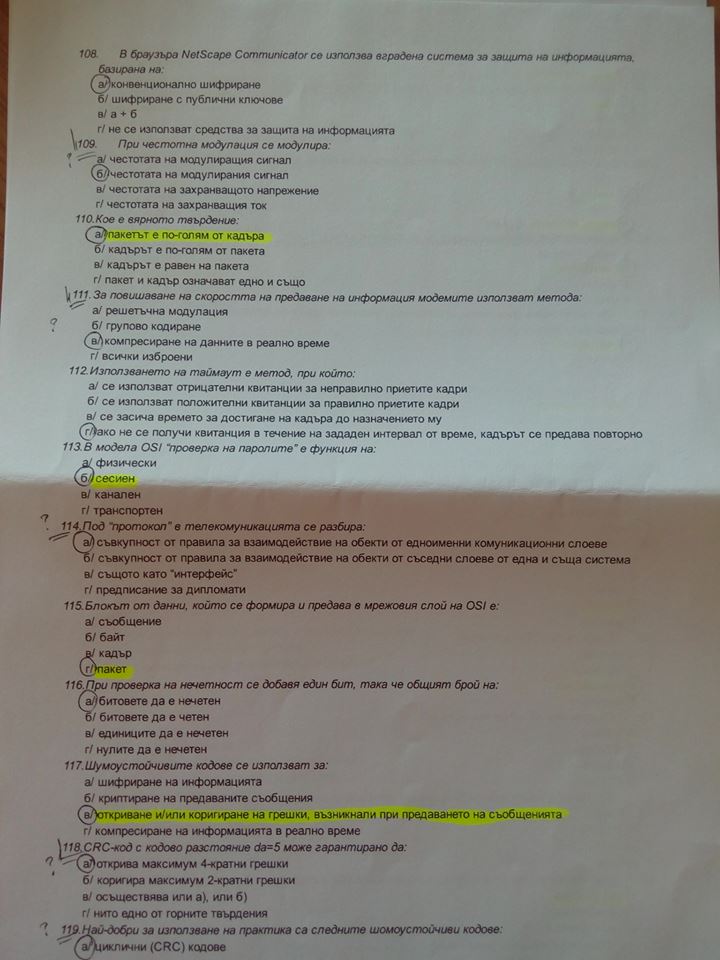 108. В браузъра NetScape Communicator се използва вградена система за защита на информацията,
базирана на:
а/ конвенционално шифриране
б/ шифриране с публични ключове
в/ а + б
г/ не се използват средства за защита на информацията
109. При честотна модулация се модулира:
? а/ честотата на модулиращия сигнал
б/ честотата на модулирания сигнал
в/ честотата на захранващото напрежение
г/ честотата на захранващия ток
110.Кое е вярното твърдение:
а/ пакетът е по-голям от кадъра
б/ кадърът е по-голям от пакета
в/ кадърът е равен на пакета
г/ пакет и кадър означават едно и също
111. За повишаване на скоростта на предаване на информация модемите използват метода:
а/ решетъчна модулация
? б/ групово кодиране
в/ компресиране на данните в реално време
г/ всички изброени
112.Използването на таймаут е метод, при който:
а/ се използват отрицателни квитанции за неправилно приетите кадри
б/ се използват положителни квитанции за правилно приетите кадри
в/ се засича времето за достигане на кадъра до назначението му
г/ ако не се получи квитанция в течение на зададен интервал от време, кадърът се предава повторно
113.В модела OSI “проверка на паролите” е функция на:
а/ физически
б/ сесиен
в/ канален
г/ транспортен
? 114.Под “протокол” в телекомуникацията се разбира:
а/ съвкупност от правила за взаимодействие на обекти от едноименни комуникационни слоеве
б/ съвкупност от правила за взаимодействие на обекти от съседни слоеве от една и съща система
в/ същото като “интерфейс”
г/ предписание за дипломати
115.Блокът от данни, който се формира и предава в мрежовия слой на OSI е:
а/ съобщение
б/ байт
в/ кадър
г/ пакет
116.При проверка на нечетност се добавя един бит, така че общият брой на:
а/ битовете да е нечетен
б/ битовете да е четен
в/ единиците да е нечетен
г/ нулите да е нечетен
117.Шумоустойчивите кодове се използват за:
а/ шифриране на информацията
б/ криптиране на предаваните съобщения
в/ откриване и/или коригиране на грешки, възникнали при предаването на съобщенията
г/ компресиране на информацията в реално време
118.CRC-код с кодово разстояние da=5 може гарантирано да:
? а/ открива максимум 4-кратни грешки
б/ коригира максимум 2-кратни грешки
в/ осъществява или а), или б)
г/ нито едно от горните твърдения
? 119.Най-добри за използване на практика са следните шомоустойчиви кодове:
а/ циклични (CRC) кодове